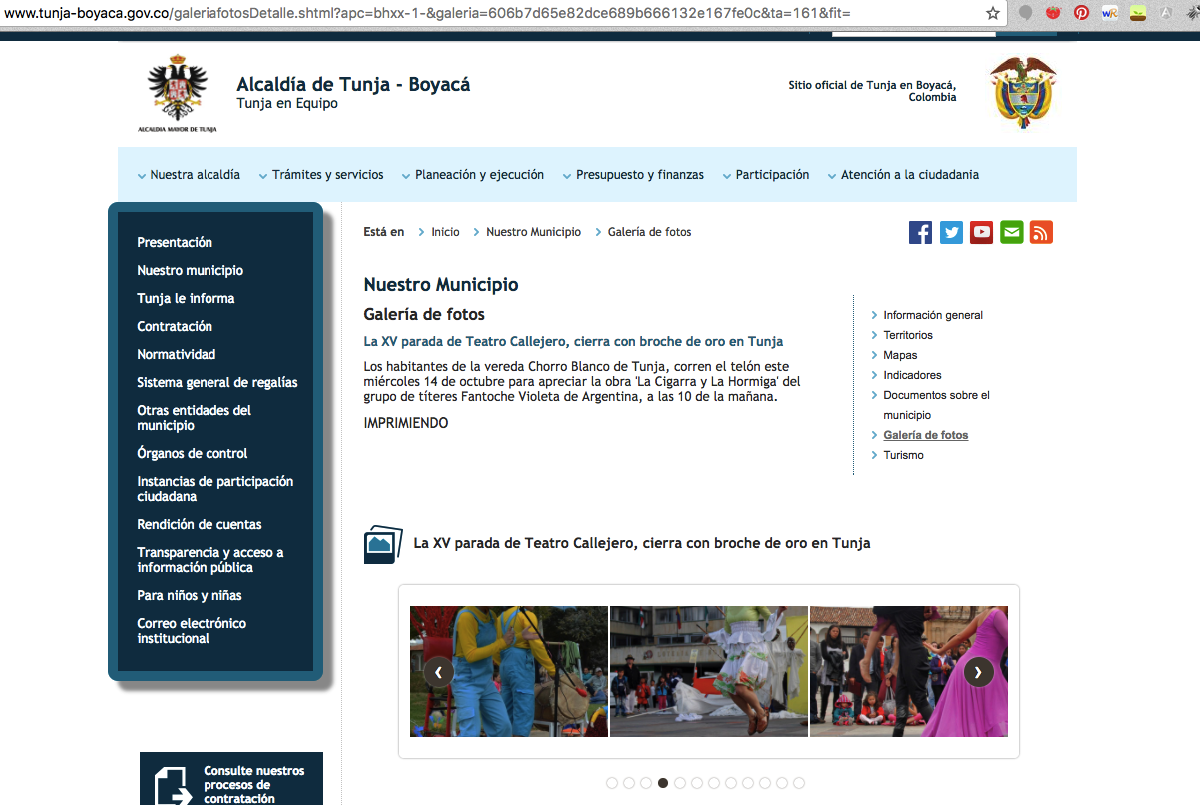 www.tunja-boyaca.gov.co/galeriafotosDetalle.shtml?apc=bhxx-1-&galeria=606b7d65e82dce689b666132e167fe0c&ta=161&fit=
ALCALDIA MAYOR DE TUNJA
Alcaldía de Tunja - Boyacá
Tunja en Equipo
Sitio oficial de Tunja en Boyacá,
Colombia
Nuestra alcaldía
Trámites y servicios
Planeación y ejecución
Presupuesto y finanzas
Participación
Atención a la ciudadania
Presentación
Nuestro municipio
Tunja le informa
Contratación
Normatividad
Sistema general de regalías
Otras entidades del
municipio
Órganos de control
Instancias de participación
ciudadana
Rendición de cuentas
Transparencia y acceso a
información pública
Para niños y niñas
Correo electrónico
institucional
Consulte nuestros
procesos de
contratación
Está en
Inicio
Nuestro Municipio
Galería de fotos
Nuestro Municipio
Galería de fotos
La XV parada de Teatro Callejero, cierra con broche de oro en Tunja
Los habitantes de la vereda Chorro Blanco de Tunja, corren el telón este
miércoles 14 de octubre para apreciar la obra 'La Cigarra y La Hormiga' del
grupo de títeres Fantoche Violeta de Argentina, a las 10 de la mañana.
IMPRIMIENDO
Información general
Territorios
Mapas
Indicadores
Documentos sobre el
municipio
Galería de fotos
Turismo
La XV parada de Teatro Callejero, cierra con broche de oro en Tunja